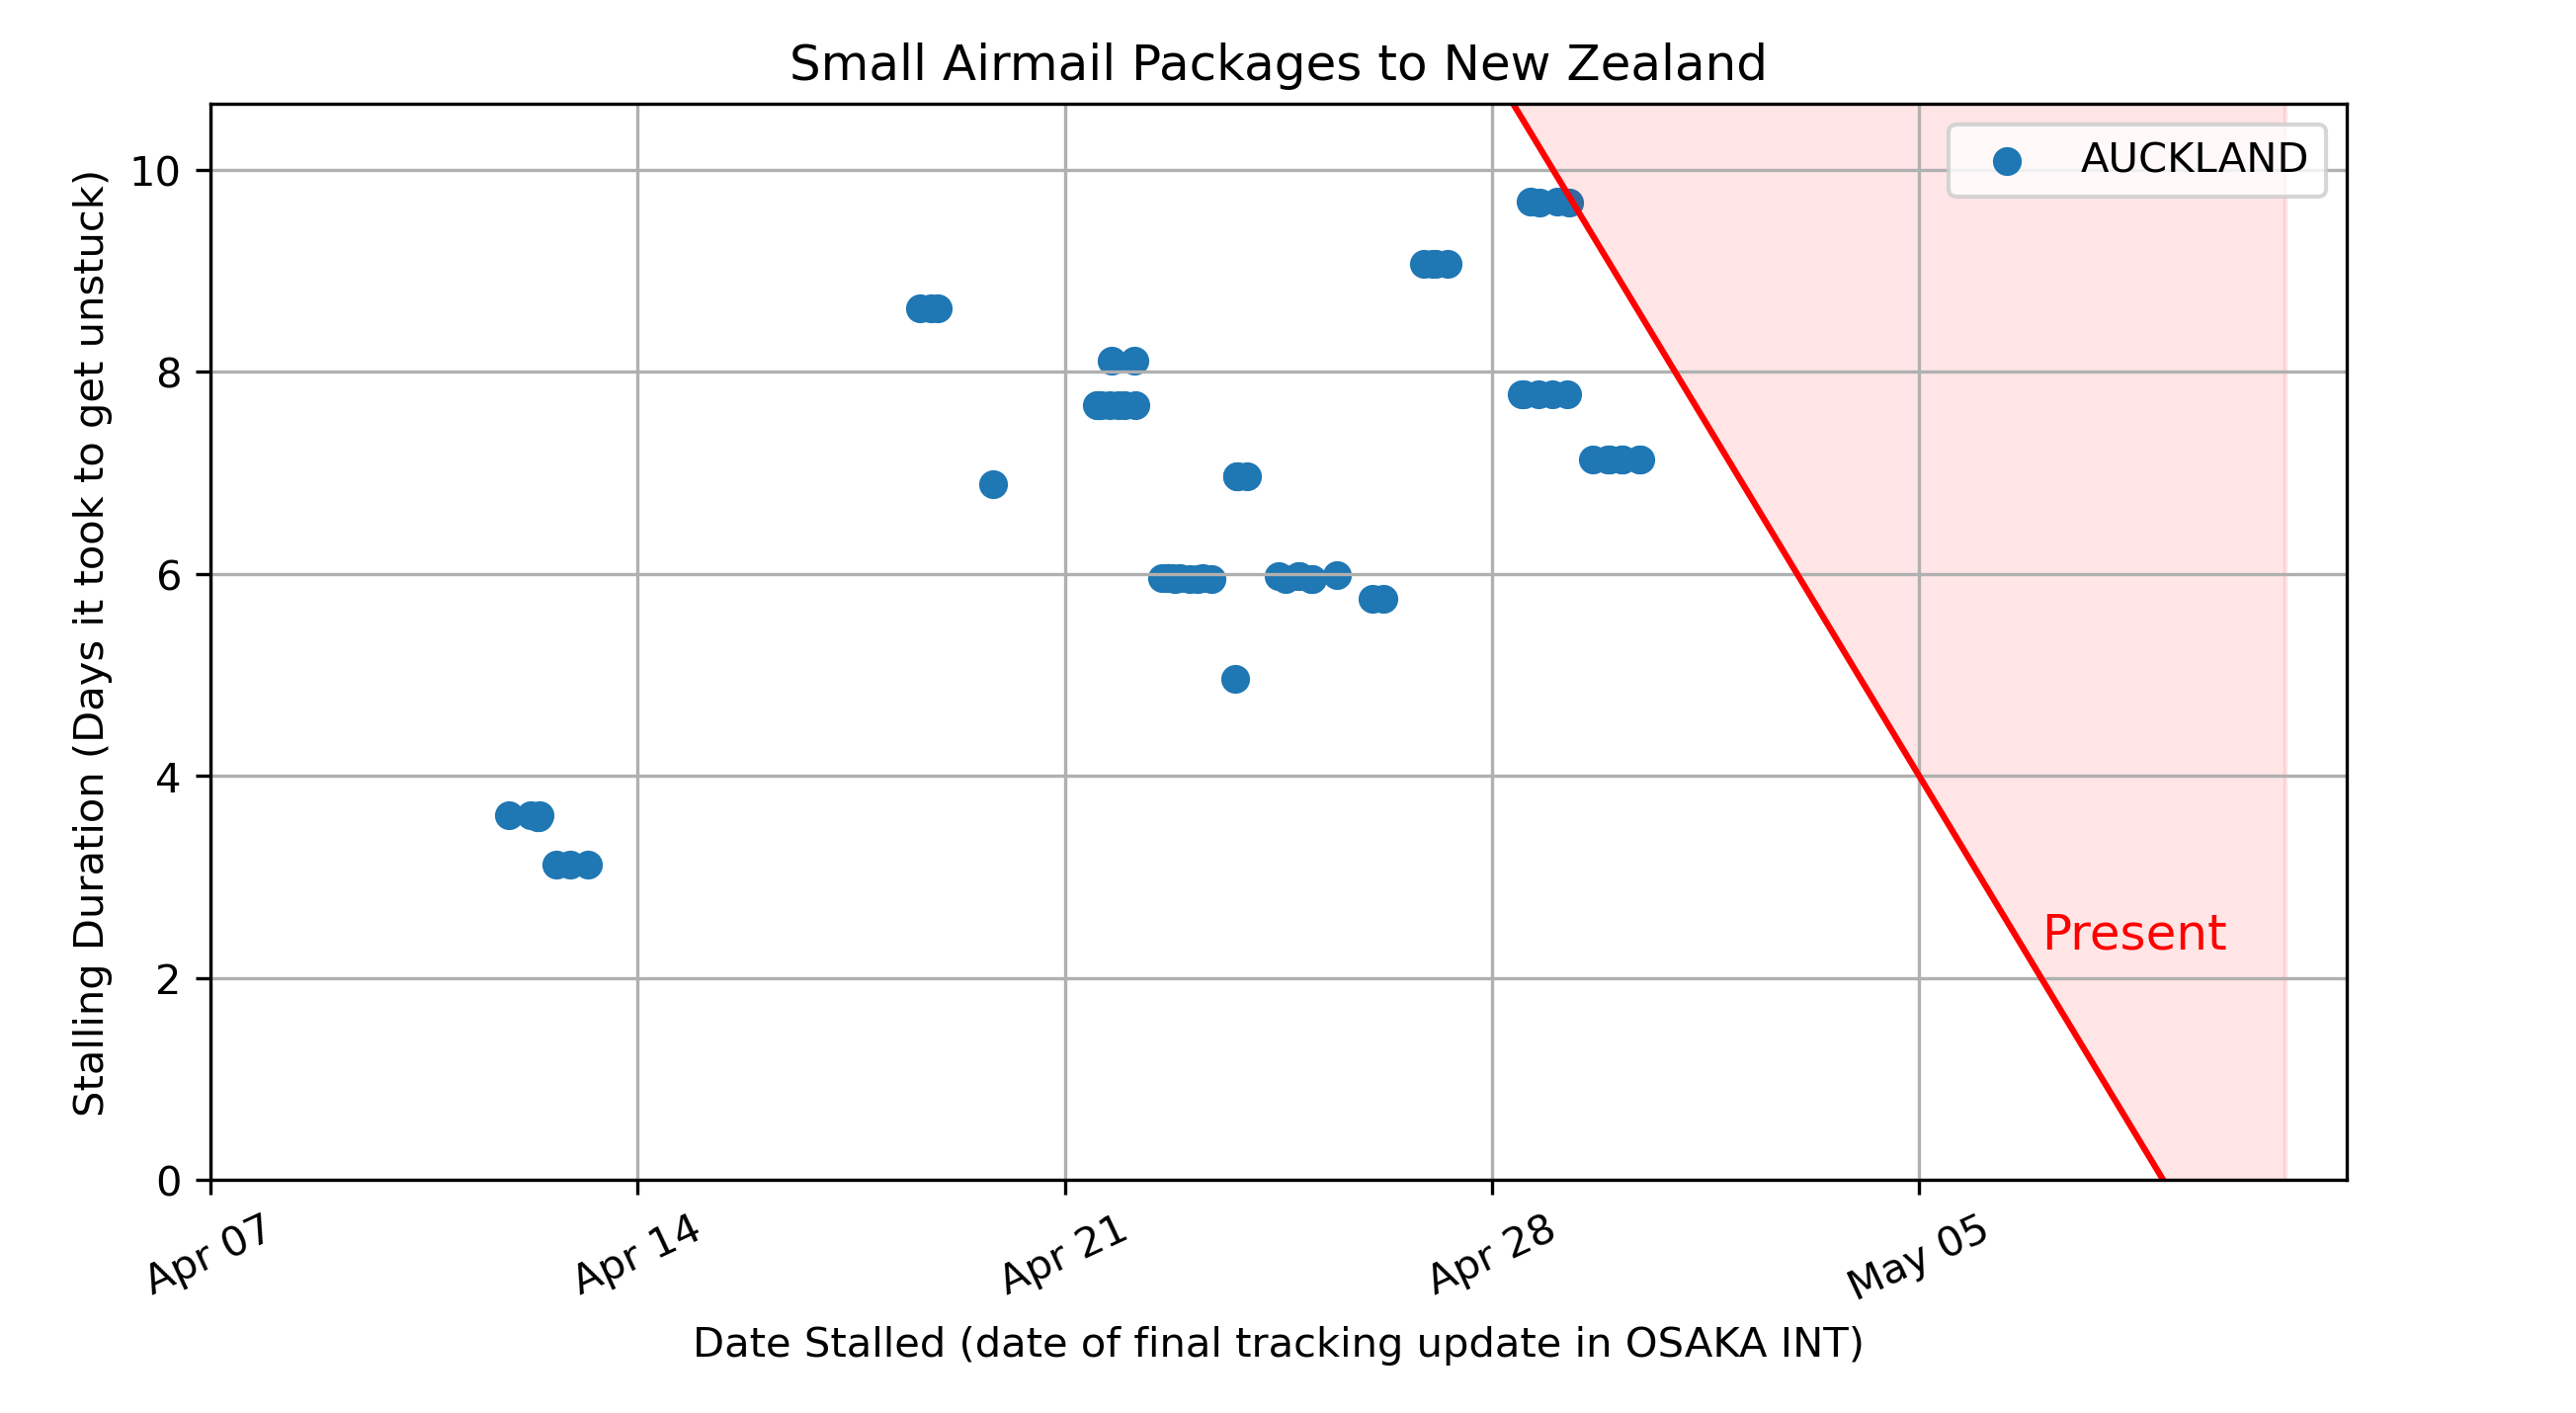 Small Airmail Packages to New Zealand
AUCKLAND
Stalling Duration (Days it took to get unstuck)
10
8
6
4
2
0
Present
Apr 07
Apr 14
Apr 21
Apr 28
May 05
Date Stalled (date of final tracking update in OSAKA INT)